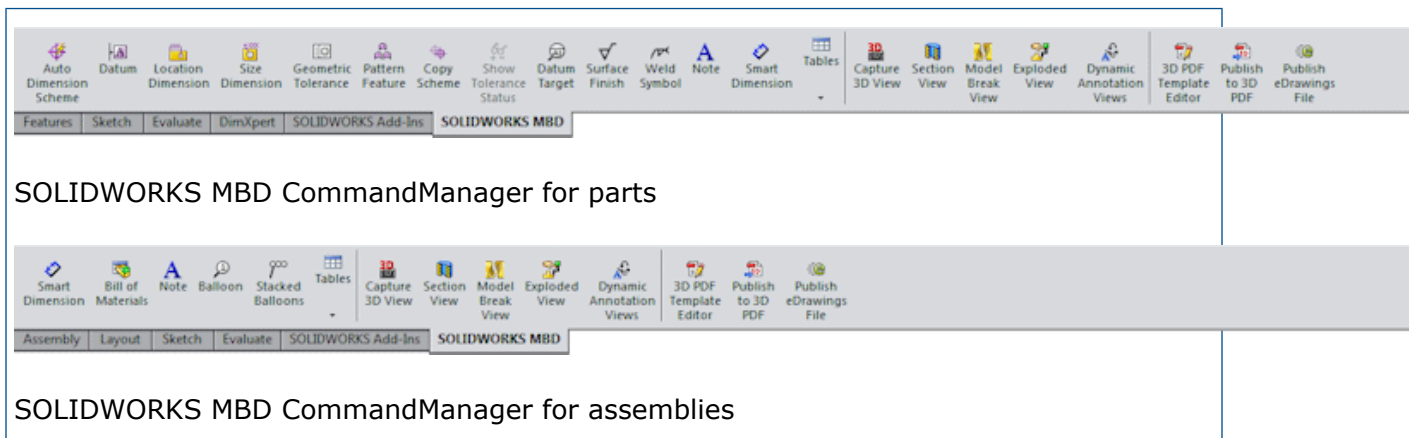 Auto Datum Location Size Geometric Pattern Copy Show Datum Surface Weld Note Smart Tables Capture Section Model Exploded Dynamic 3D PDF Publish Publish
Dimension Dimension Dimension Tolerance Feature Scheme Tolerance Target Finish Symbol Dimension 3D View View Break View Annotation Template to 3D eDrawings
Scheme Status View Views Editor PDF File
Features Sketch Evaluate DimXpert SOLIDWORKS Add-Ins SOLIDWORKS MBD
SOLIDWORKS MBD CommandManager for parts
Smart Bill of Note Balloon Stacked Tables Capture Section Model Exploded Dynamic 3D PDF Publish Publish
Dimension Materials Balloons 3D View View Break View Annotation Template to 3D eDrawings
View Views Editor PDF File
Assembly Layout Sketch Evaluate SOLIDWORKS Add-Ins SOLIDWORKS MBD
SOLIDWORKS MBD CommandManager for assemblies